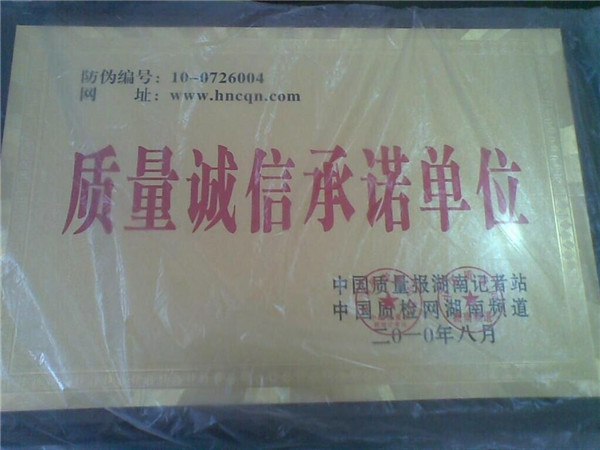 防伪编号：10-0726004
网　　址：www.hncqn.com
质量诚信承诺单位
中国质量报湖南记者站
中国质检网湖南频道
二〇一〇年八月